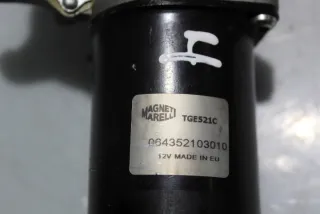 MAGNETI
MARELLI
TGE521C
064352103010
12V MADE IN EU